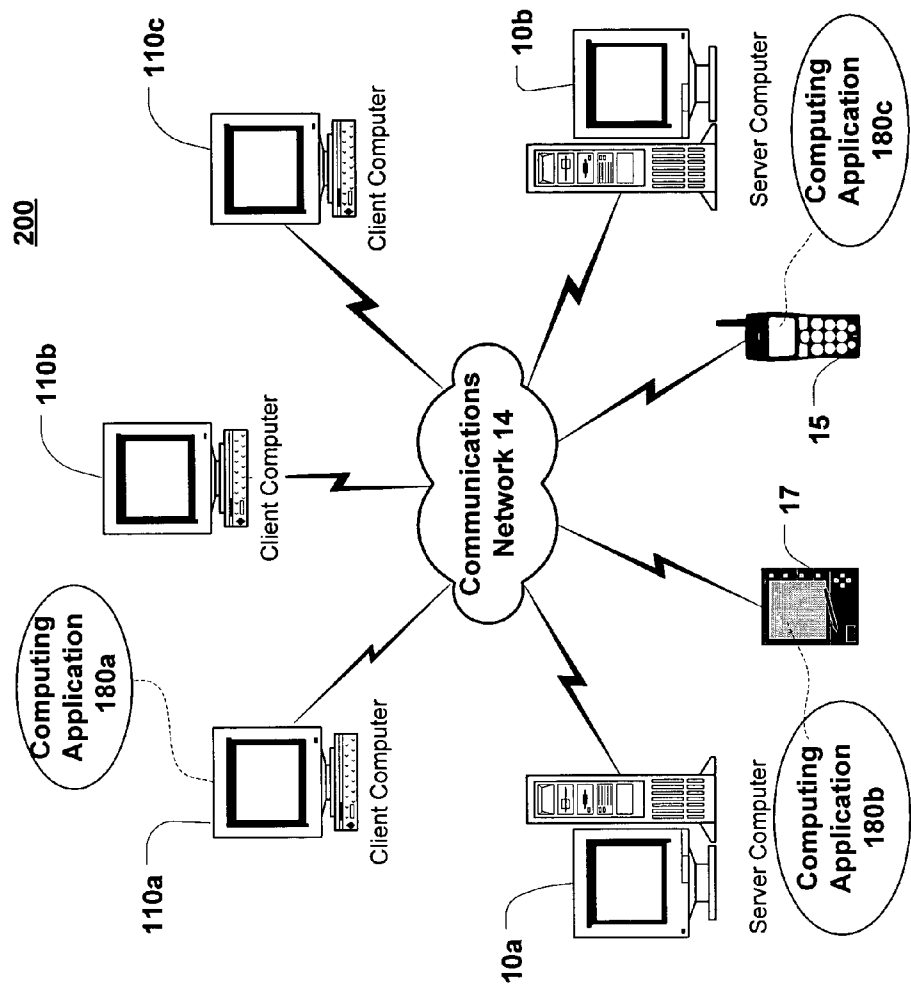 200
110b
110a
110c
Computing
Application
180a
Client Computer
Client Computer
Client Computer
Communications
Network 14
10a
10b
Server Computer
Server Computer
17
15
Computing
Application
180b
Computing
Application
180c